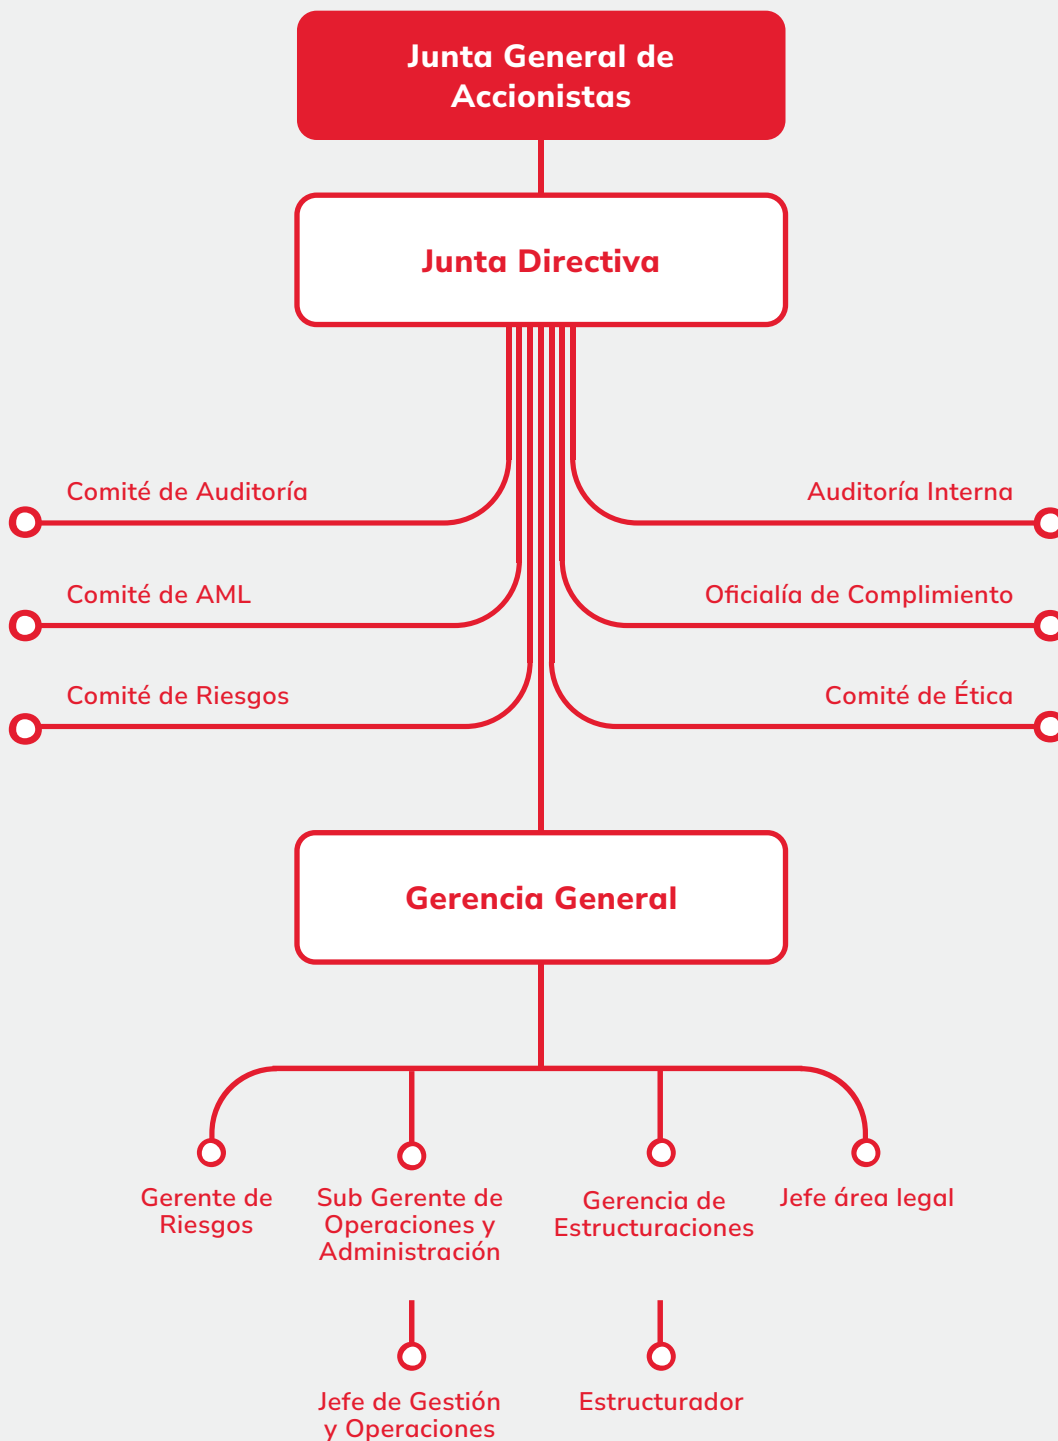 Junta General de
Accionistas
Junta Directiva
Comité de Auditoría
Auditoría Interna
Comité de AML
Oficialía de Complimiento
Comité de Riesgos
Comité de Ética
Gerencia General
Gerente de
Riesgos
Sub Gerente de
Operaciones y
Administración
Gerencia de
Estructuraciones
Jefe área legal
Jefe de Gestión
y Operaciones
Estructurador